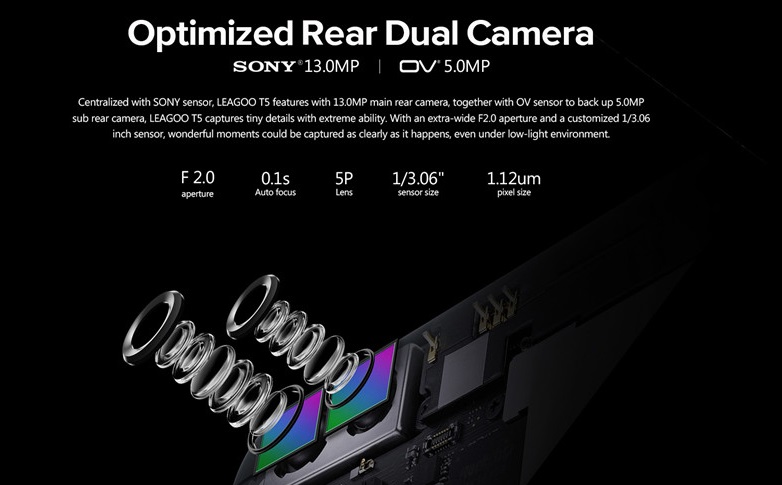 Optimized Rear Dual Camera
SONY® 13.0MP | OV® 5.0MP
Centralized with SONY sensor, LEAGOO T5 features with 13.0MP main rear camera, together with OV sensor to back up 5.0MP
sub rear camera, LEAGOO T5 captures tiny details with extreme ability. With an extra-wide F2.0 aperture and a customized 1/3.06
inch sensor, wonderful moments could be captured as clearly as it happens, even under low-light environment.
F 2.0 0.1s 5P 1/3.06" 1.12um
aperture Auto focus Lens sensor size pixel size